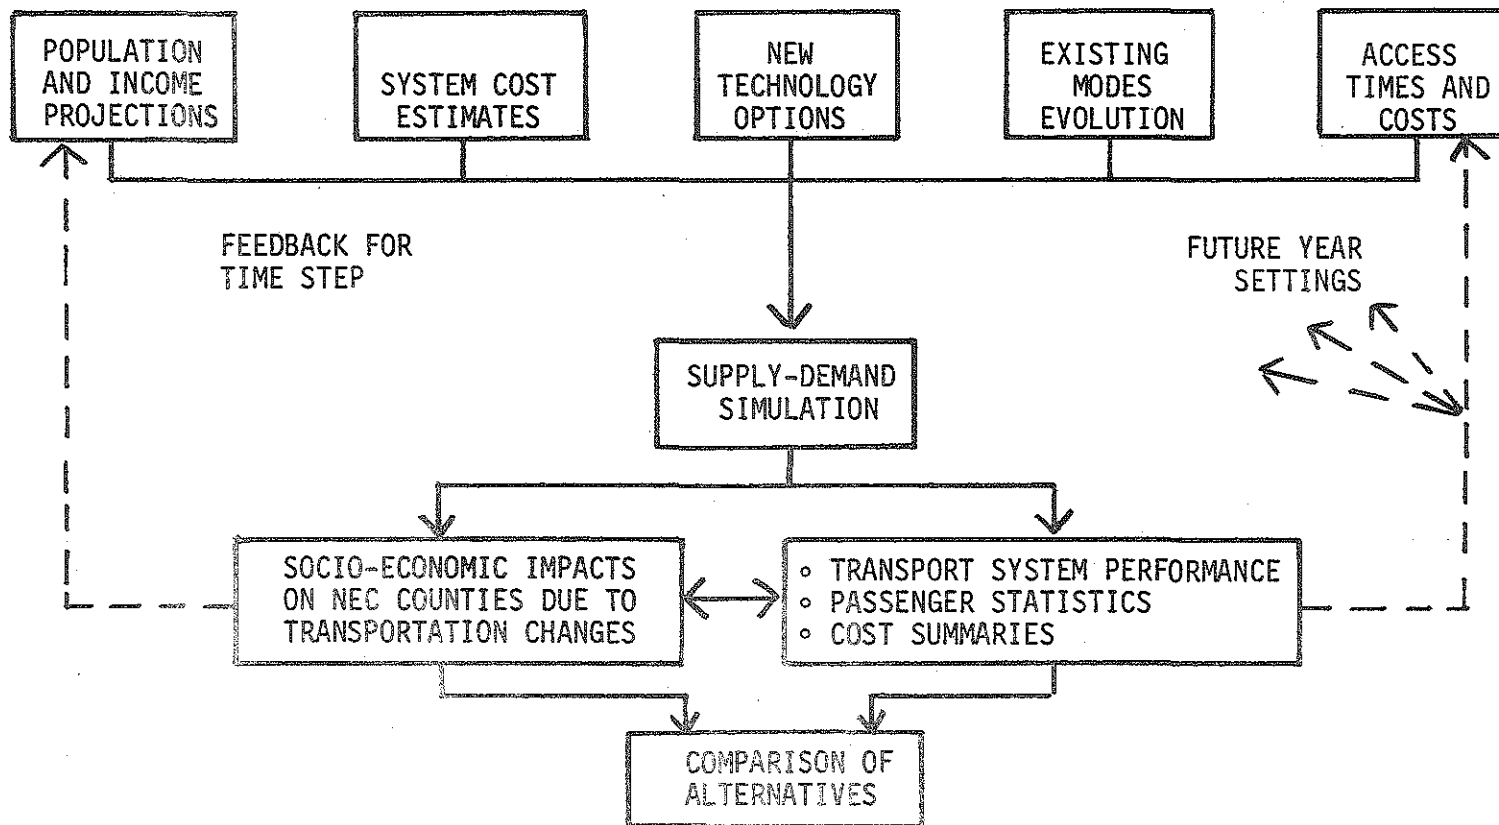 POPULATION
AND INCOME
PROJECTIONS
SYSTEM COST
ESTIMATES
NEW
TECHNOLOGY
OPTIONS
EXISTING
MODES
EVOLUTION
ACCESS
TIMES AND
COSTS
FEEDBACK FOR
TIME STEP
FUTURE YEAR
SETTINGS
SUPPLY-DEMAND
SIMULATION
SOCIO-ECONOMIC IMPACTS
ON NEC COUNTIES DUE TO
TRANSPORTATION CHANGES
∘ TRANSPORT SYSTEM PERFORMANCE
∘ PASSENGER STATISTICS
∘ COST SUMMARIES
COMPARISON OF
ALTERNATIVES